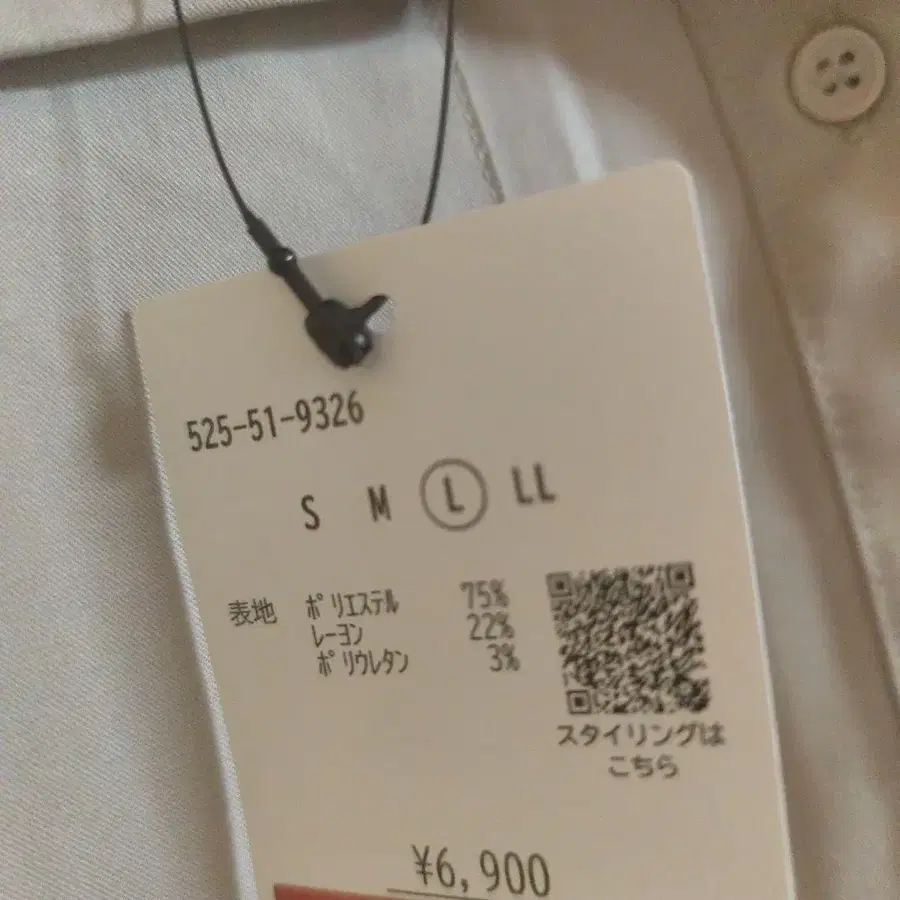 525-51-9326
S M L LL
表地 ポリエステル 75%
レーヨン 22%
ポリウレタン 3%
スタイリングは
こちら
¥6,900